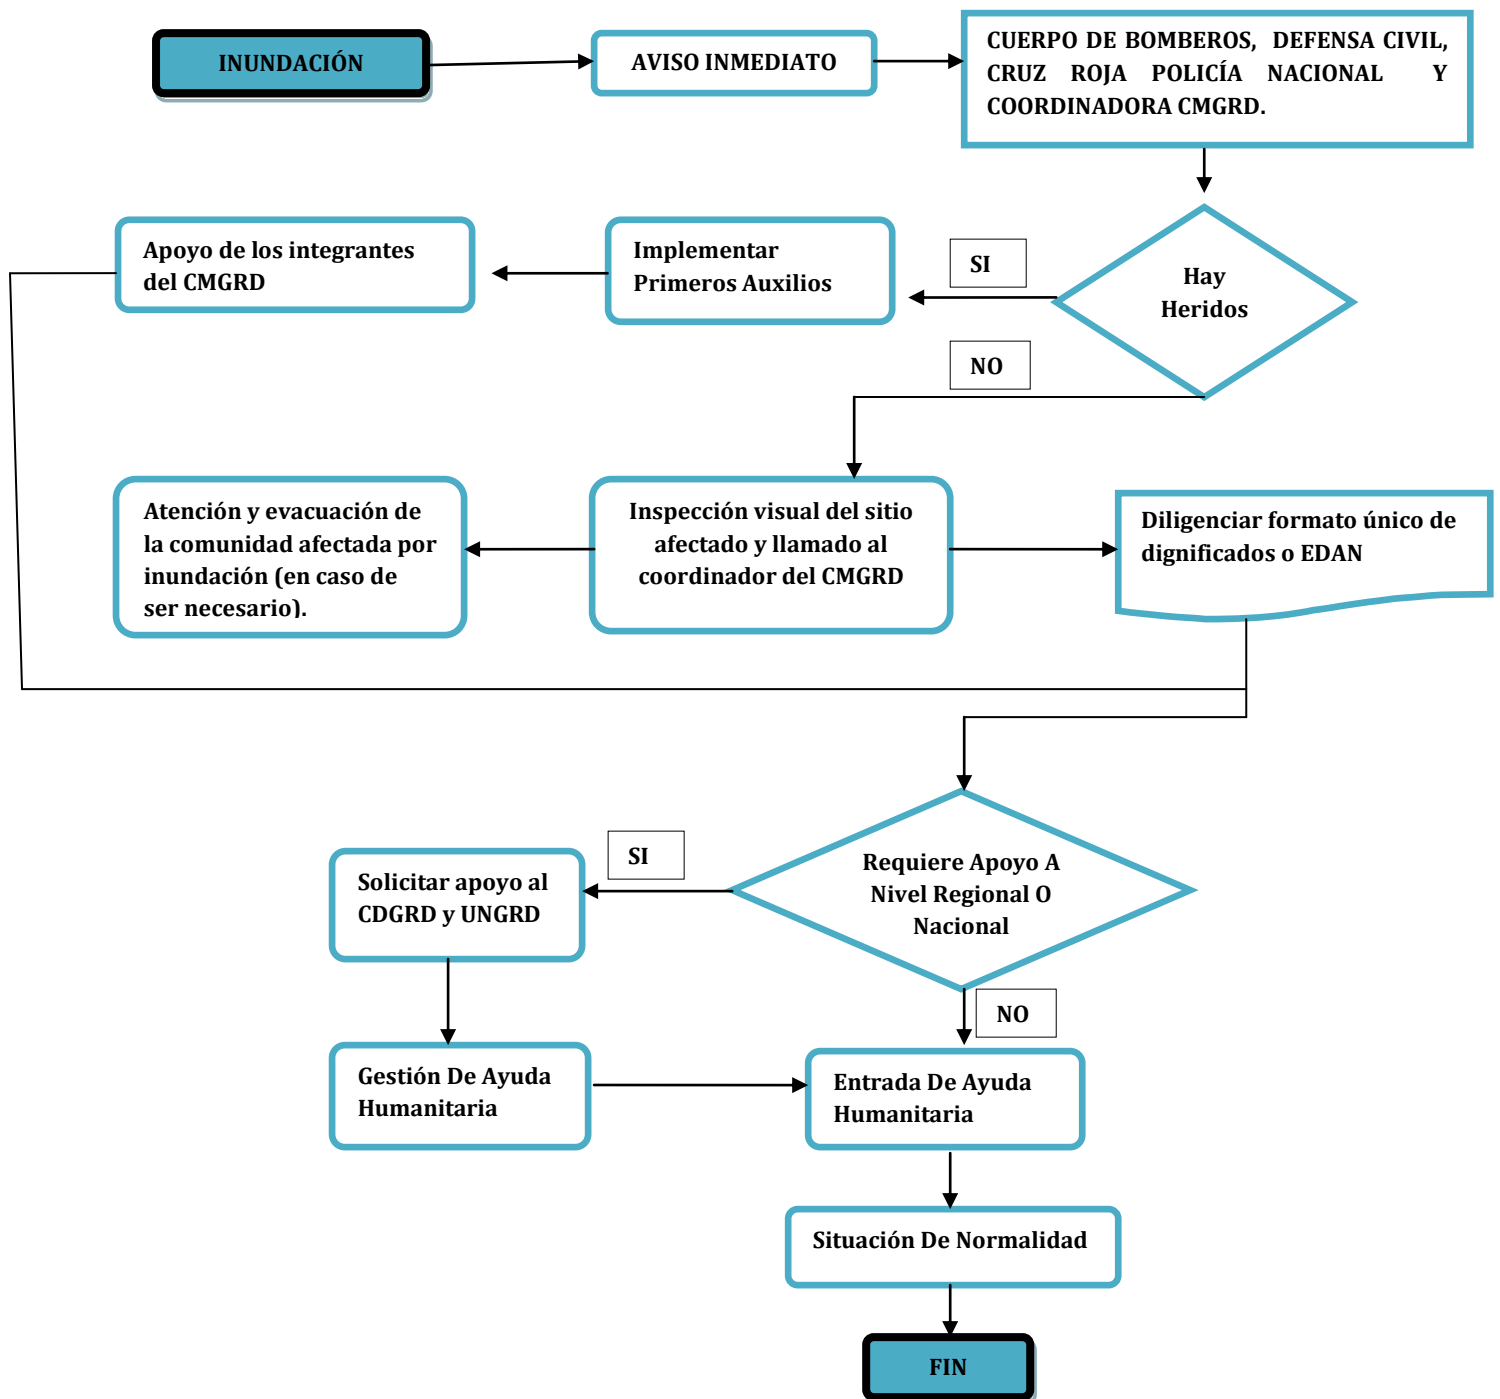 INUNDACIÓN
AVISO INMEDIATO
CUERPO DE BOMBEROS, DEFENSA CIVIL,
CRUZ ROJA POLICÍA NACIONAL Y
COORDINADORA CMGRD.
Apoyo de los integrantes
del CMGRD
Implementar
Primeros Auxilios
SI
Hay
Heridos
NO
Atención y evacuación de
la comunidad afectada por
inundación (en caso de
ser necesario).
Inspección visual del sitio
afectado y llamado al
coordinador del CMGRD
Diligenciar formato único de
dignificados o EDAN
SI
Requiere Apoyo A
Nivel Regional O
Nacional
Solicitar apoyo al
CDGRD y UNGRD
NO
Gestión De Ayuda
Humanitaria
Entrada De Ayuda
Humanitaria
Situación De Normalidad
FIN